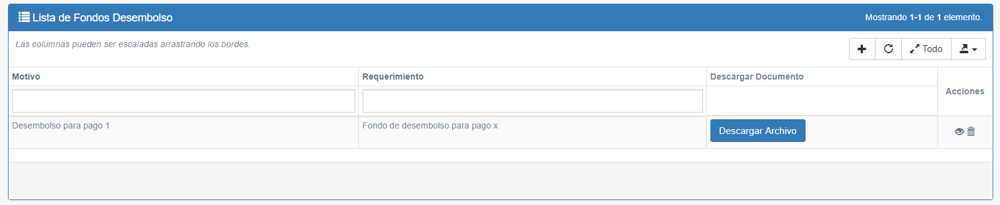 Lista de Fondos Desembolso
Mostrando 1-1 de 1 elemento.
Las columnas pueden ser escaladas arrastrando los bordes.
Todo
Motivo Requerimiento Descargar Documento
Acciones
Desembolso para pago 1 Fondo de desembolso para pago x Descargar Archivo